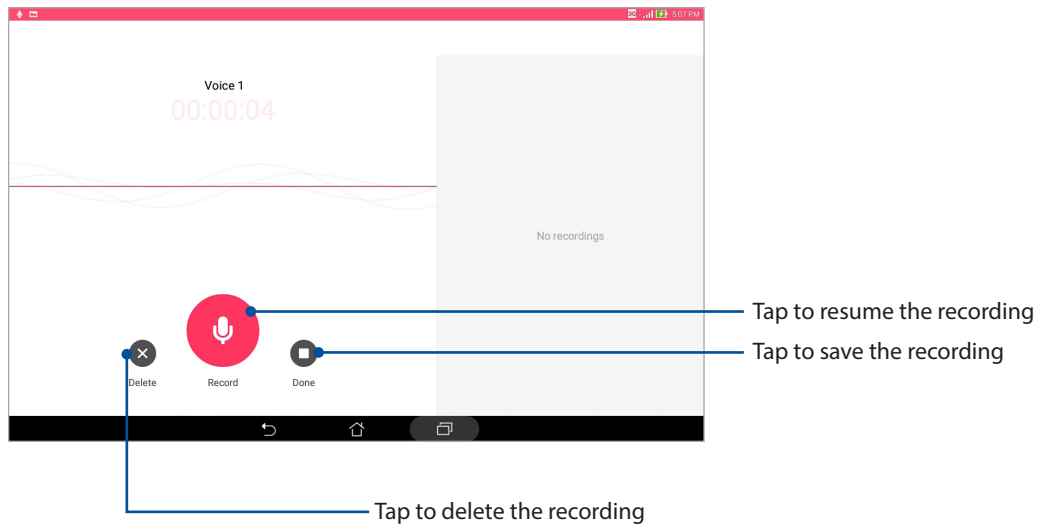 3G 5:07 PM
Voice 1
00:00:04
No recordings
Tap to resume the recording
Tap to save the recording
Delete
Record
Done
Tap to delete the recording